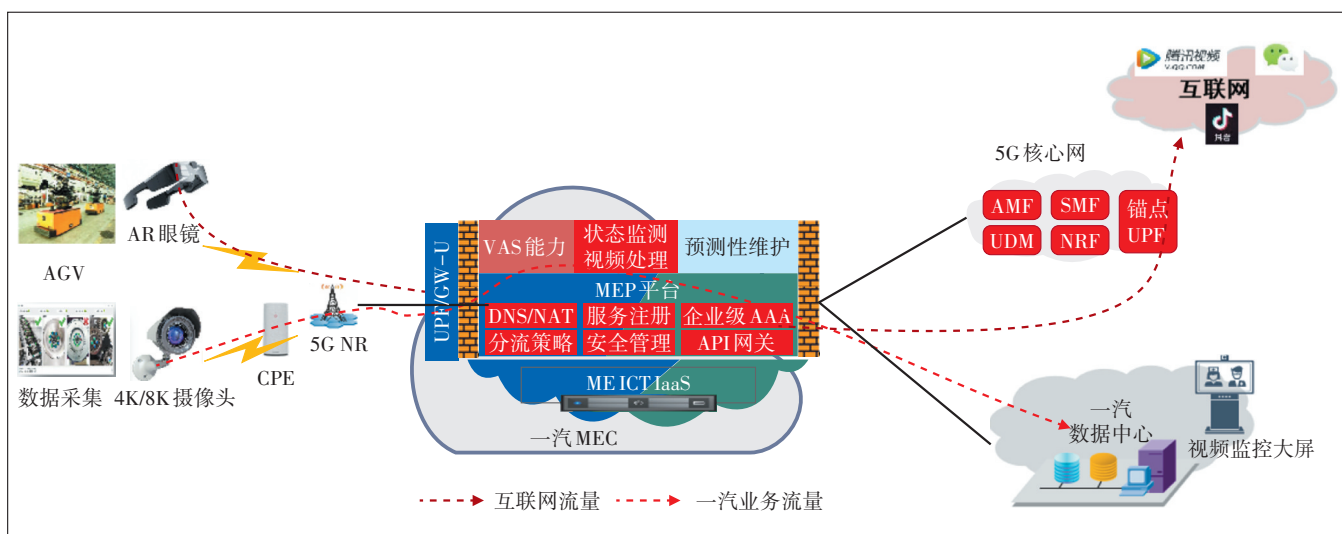 腾讯视频
V.QQ.COM
互联网
抖音
5G核心网
AMF
SMF
锚点
UPF
UDM
NRF
AR眼镜
AGV
数据采集
4K/8K摄像头
CPE
5G NR
UPF/GW-U
VAS能力
状态监测
视频处理
预测性维护
MEP平台
DNS/NAT
服务注册
企业级AAA
分流策略
安全管理
API网关
ME ICT IaaS
一汽MEC
一汽
数据中心
视频监控大屏
互联网流量
一汽业务流量